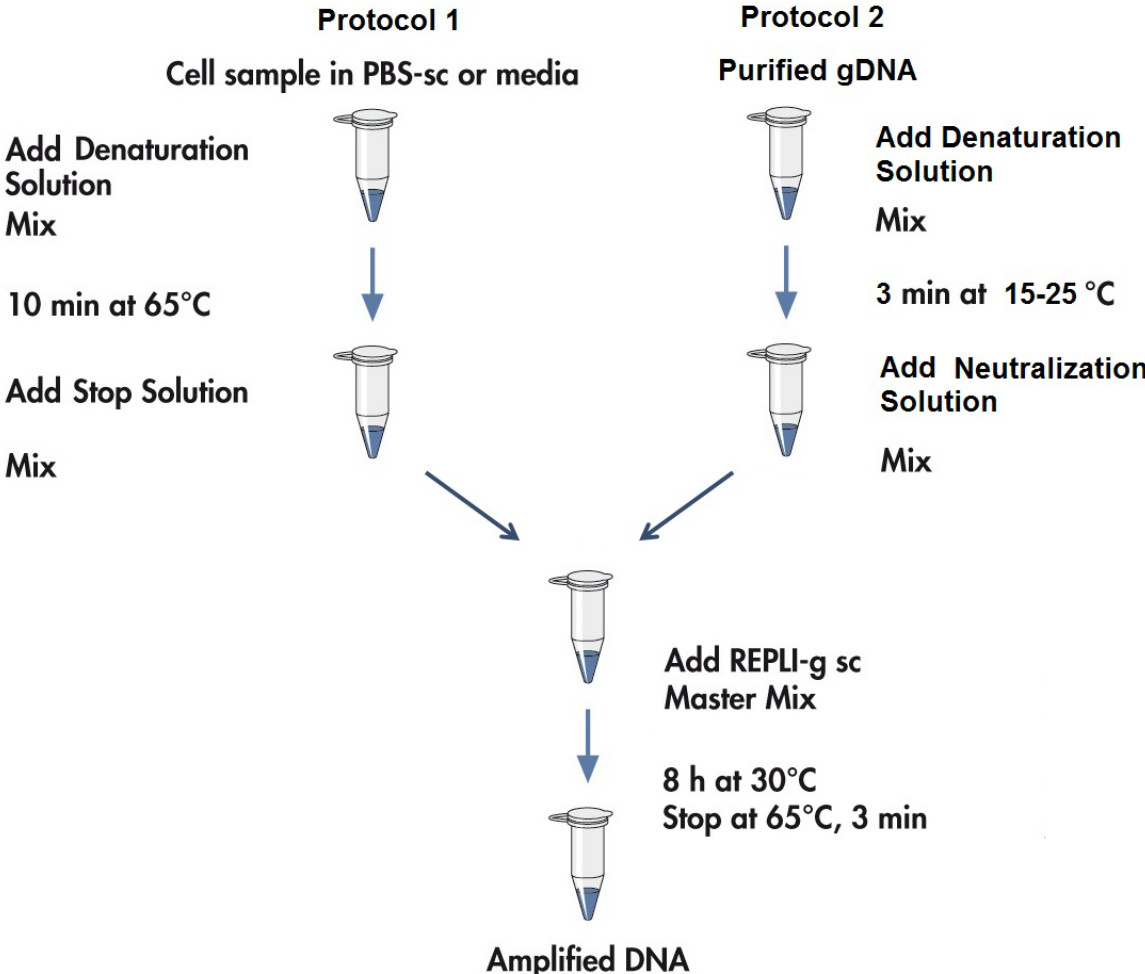 Protocol 1
Cell sample in PBS-sc or media
Add Denaturation
Solution
Mix
10 min at 65°C
Add Stop Solution
Mix
Protocol 2
Purified gDNA
Add Denaturation
Solution
Mix
3 min at 15-25 °C
Add Neutralization
Solution
Mix
Add REPLI-g sc
Master Mix
8 h at 30°C
Stop at 65°C, 3 min
Amplified DNA